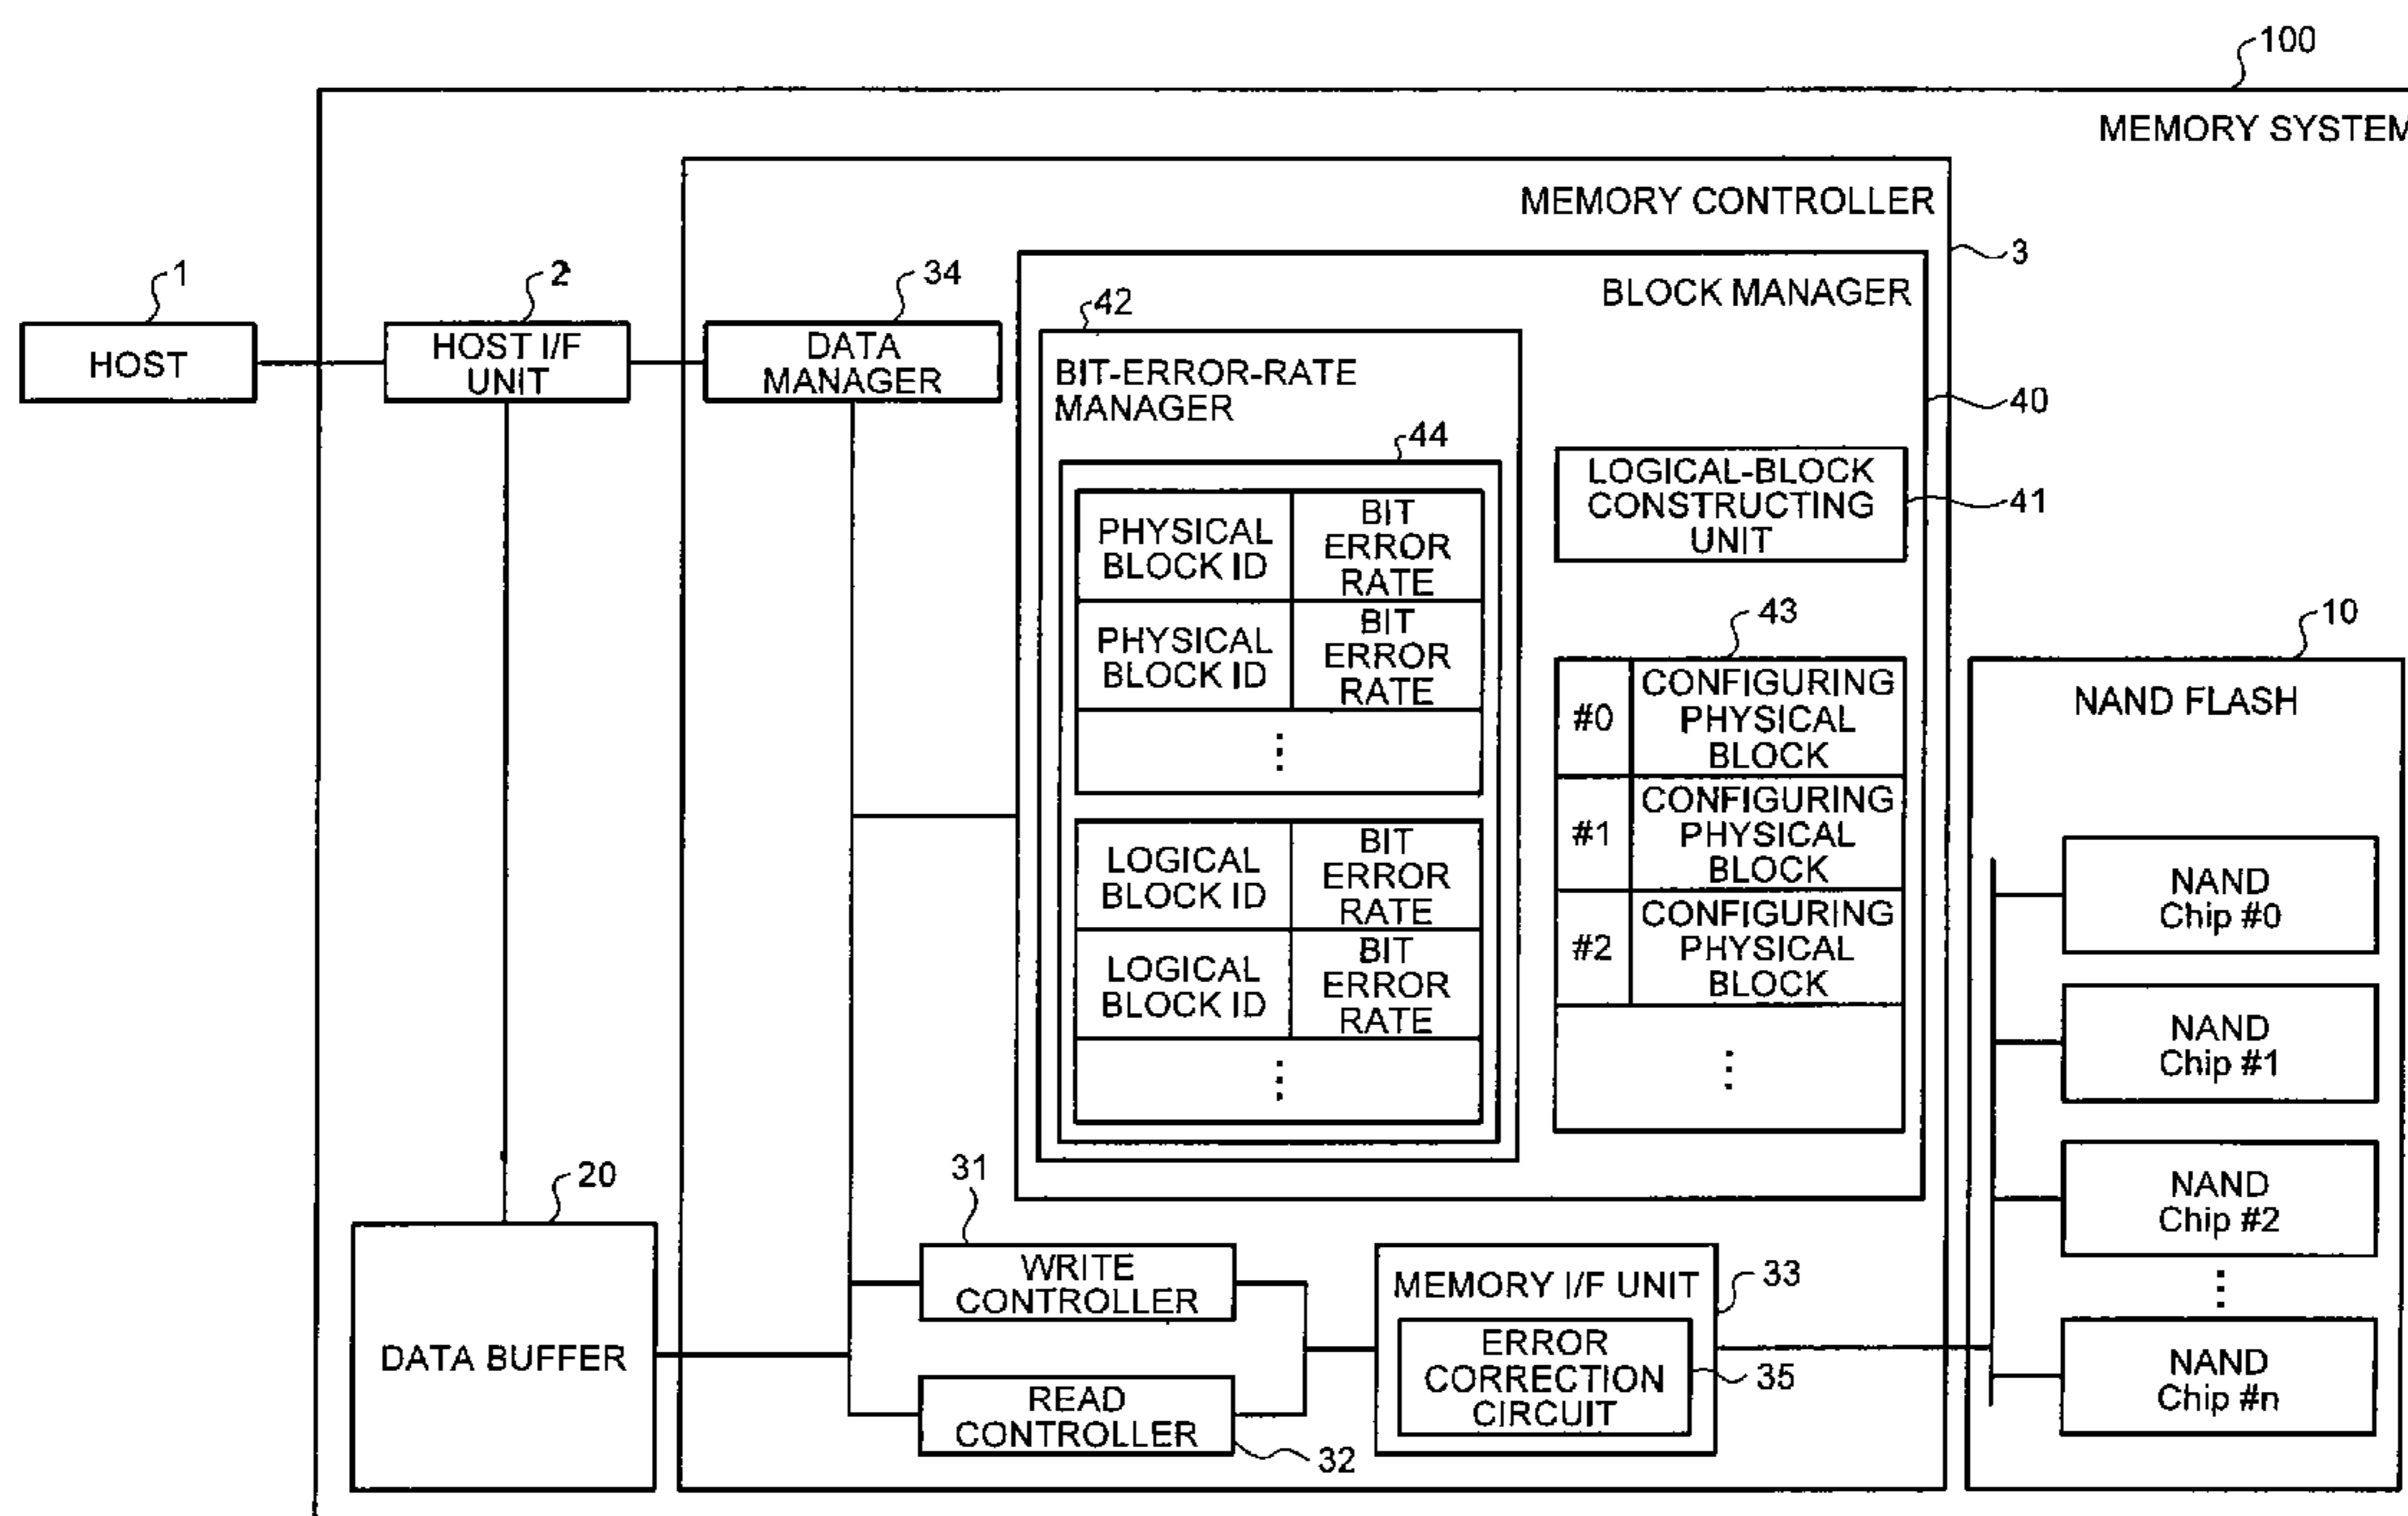 100
MEMORY SYSTEM
MEMORY CONTROLLER
3
BLOCK MANAGER
40
1
HOST
2
HOST I/F
UNIT
34
DATA
MANAGER
42
BIT-ERROR-RATE
MANAGER
44
PHYSICAL
BLOCK ID
BIT
ERROR
RATE
PHYSICAL
BLOCK ID
BIT
ERROR
RATE
⋮
LOGICAL
BLOCK ID
BIT
ERROR
RATE
LOGICAL
BLOCK ID
BIT
ERROR
RATE
⋮
LOGICAL-BLOCK
CONSTRUCTING
UNIT
41
43
#0
CONFIGURING
PHYSICAL
BLOCK
#1
CONFIGURING
PHYSICAL
BLOCK
#2
CONFIGURING
PHYSICAL
BLOCK
⋮
10
NAND FLASH
NAND
Chip #0
NAND
Chip #1
NAND
Chip #2
⋮
NAND
Chip #n
20
DATA BUFFER
31
WRITE
CONTROLLER
READ
CONTROLLER
32
MEMORY I/F UNIT
33
ERROR
CORRECTION
CIRCUIT
35